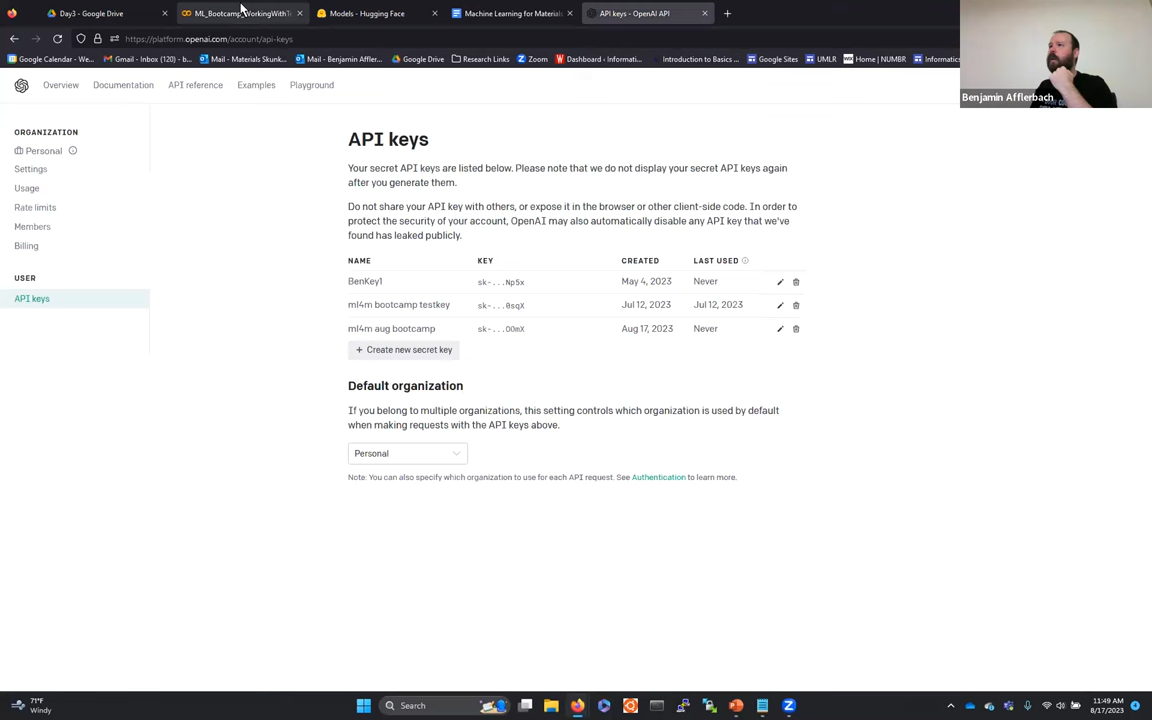 Day3 - Google Drive
ML_Bootcamp_WorkingWithT
Models - Hugging Face
Machine Learning for Materials
API keys - OpenAI API
https://platform.openai.com/account/api-keys
Google Calendar - We...
Gmail - Inbox (120) - b...
Mail - Materials Skunk...
Mail - Benjamin Affler...
Google Drive
Research Links
Zoom
Dashboard ‹ Informati...
Introduction to Basics ...
Google Sites
UMLR
Home | NUMBR
Informatics
Benjamin Afflerbach
Overview
Documentation
API reference
Examples
Playground
ORGANIZATION
Personal
Settings
Usage
Rate limits
Members
Billing
USER
API keys
API keys
Your secret API keys are listed below. Please note that we do not display your secret API keys again
after you generate them.
Do not share your API key with others, or expose it in the browser or other client-side code. In order to
protect the security of your account, OpenAI may also automatically disable any API key that we've
found has leaked publicly.
NAME KEY CREATED LAST USED
BenKey1 sk-...Np5x May 4, 2023 Never
ml4m bootcamp testkey sk-...0sqX Jul 12, 2023 Jul 12, 2023
ml4m aug bootcamp sk-...OOmX Aug 17, 2023 Never
+ Create new secret key
Default organization
If you belong to multiple organizations, this setting controls which organization is used by default
when making requests with the API keys above.
Personal
Note: You can also specify which organization to use for each API request. See Authentication to learn more.
71°F
Windy
Search
11:49 AM
8/17/2023